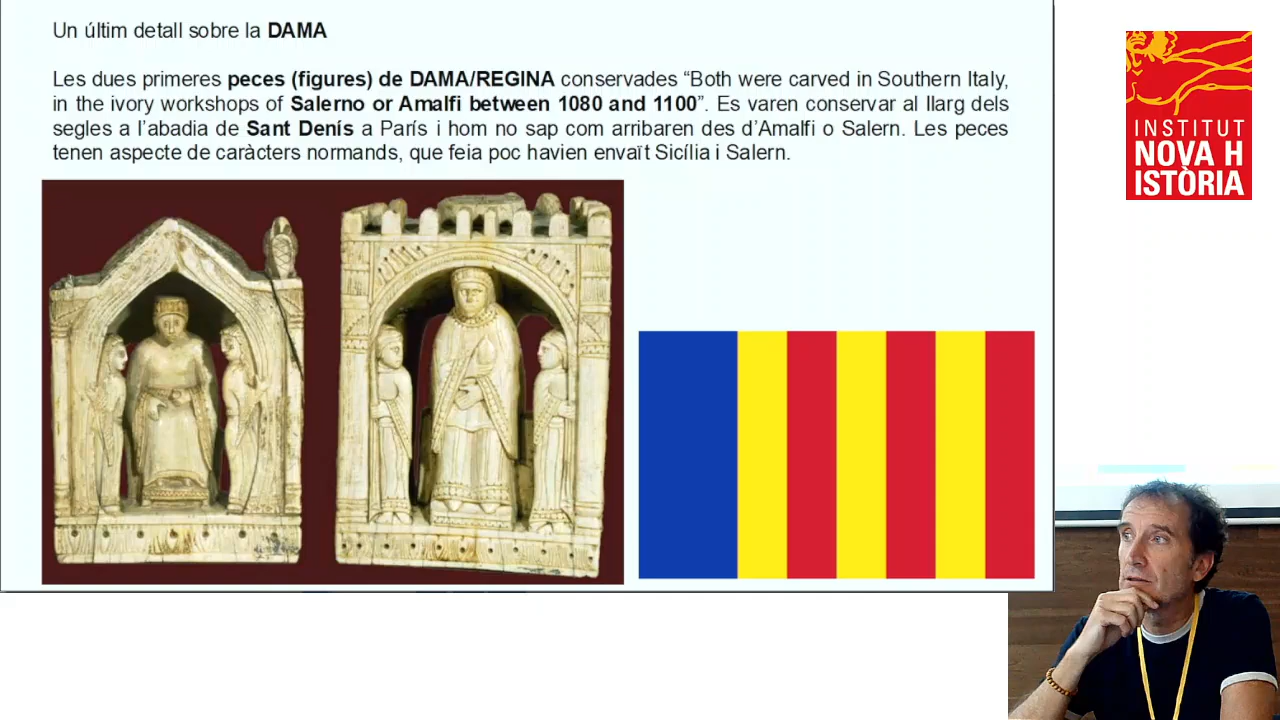 Un últim detall sobre la DAMA
Les dues primeres peces (figures) de DAMA/REGINA conservades “Both were carved in Southern Italy,
in the ivory workshops of Salerno or Amalfi between 1080 and 1100”. Es varen conservar al llarg dels
segles a l’abadia de Sant Denís a París i hom no sap com arribaren des d’Amalfi o Salern. Les peces
tenen aspecte de caràcters normands, que feia poc havien envaït Sicília i Salern.
INSTITUT
NOVA H
ISTÒRIA